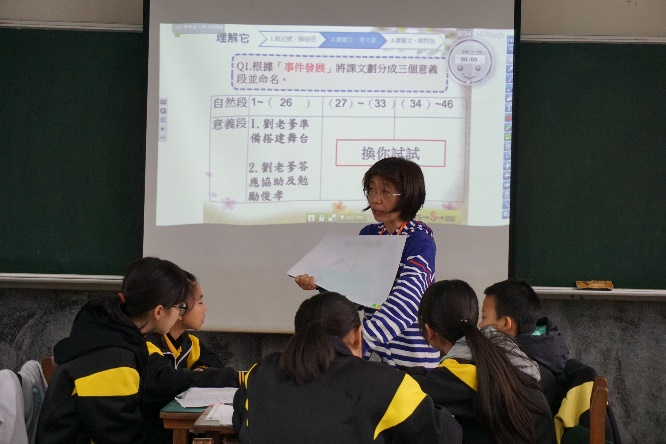 理解它
Q1.根據「事件發展」將課文劃分成三個意義
段並命名。
自然段 1~( 26 ) (27) ~ (33) (34) ~46
意義段
1. 劉老爹準
備搭建舞台
2. 劉老爹答
應協助及勉
勵俊孝
換你試試
00:00